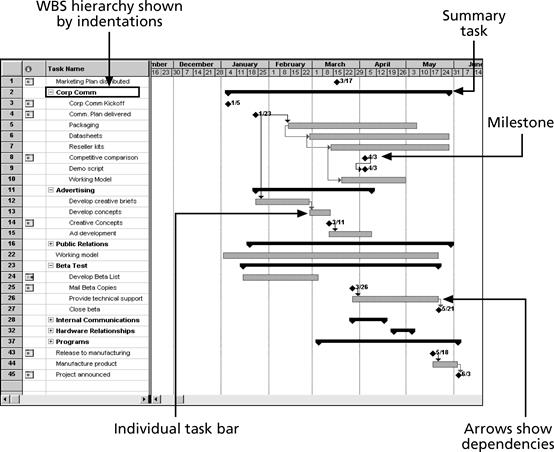 WBS hierarchy shown
by indentations
Summary
task
Task Name
mber December January February March April May June
16 23 30 7 14 21 28 4 11 18 25 1 8 15 22 1 8 15 22 29 5 12 19 26 3 10 17 24 31 7 14
1 Marketing Plan distributed 3/17
2 Corp Comm
3 Corp Comm Kickoff 1/5
4 Comm. Plan delivered 1/23
5 Packaging
6 Datasheets
7 Reseller kits
Milestone
8 Competitive comparison 4/3
9 Demo script 4/3
10 Working Model
11 Advertising
12 Develop creative briefs
13 Develop concepts
14 Creative Concepts 3/11
15 Ad development
16 Public Relations
22 Working model
23 Beta Test
24 Develop Beta List
25 Mail Beta Copies 3/26
26 Provide technical support
27 Close beta 5/21
28 Internal Communications
32 Hardware Relationships
37 Programs
43 Release to manufacturing 5/18
44 Manufacture product
45 Project announced 6/3
Individual task bar
Arrows show
dependencies